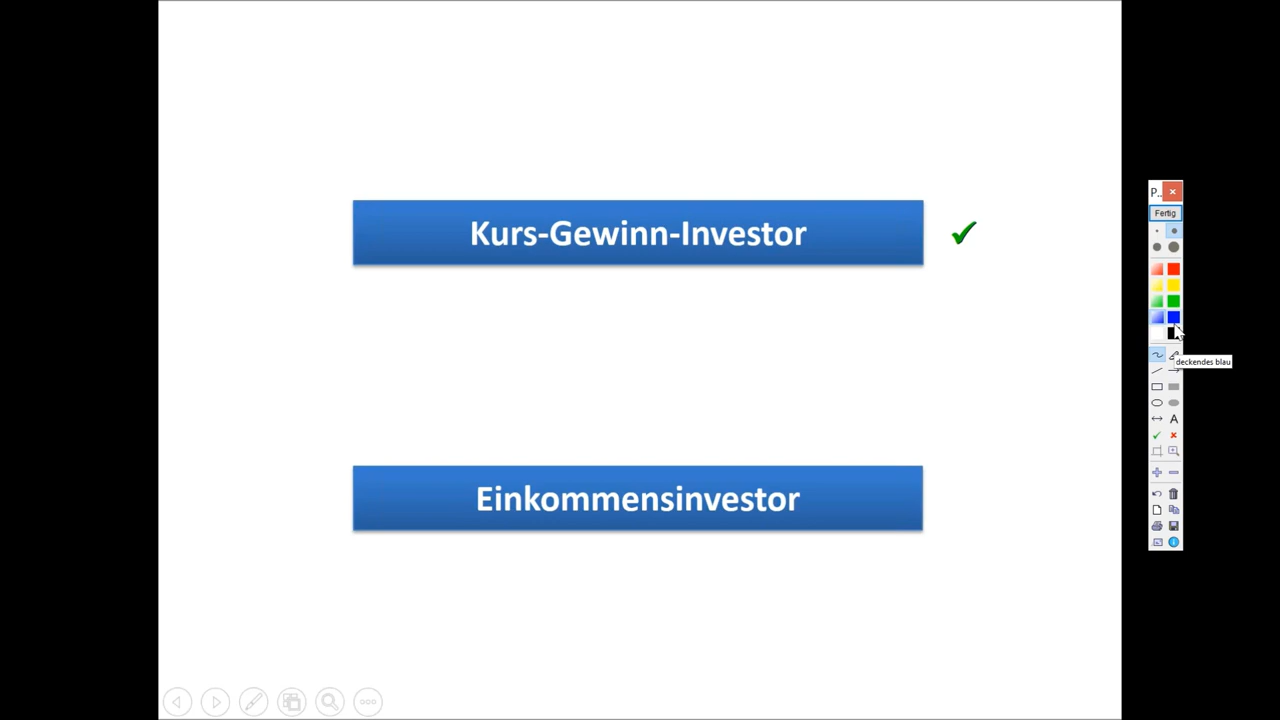 Kurs-Gewinn-Investor
Einkommensinvestor
P..
Fertig
deckendes blau
A